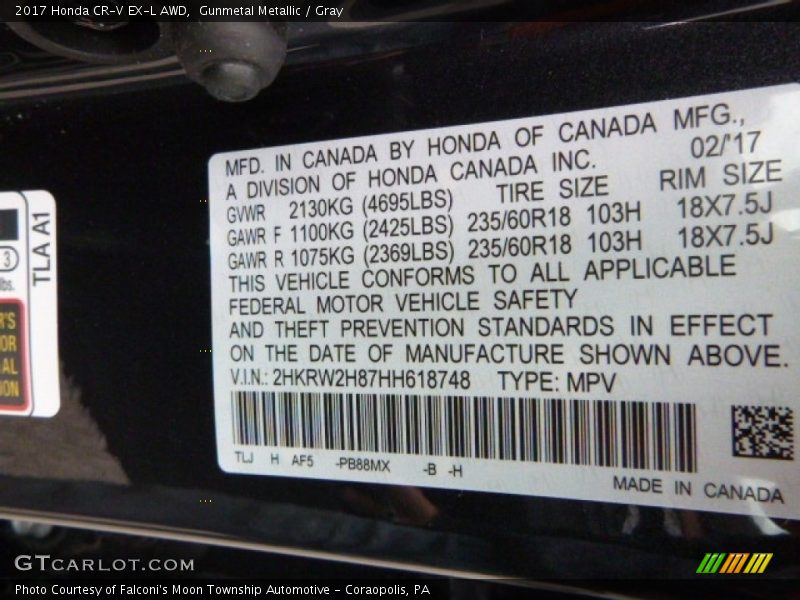 2017 Honda CR-V EX-L AWD,  Gunmetal Metallic / Gray
MFD. IN CANADA BY HONDA OF CANADA MFG.,
A DIVISION OF HONDA CANADA INC. 02/'17
GVWR 2130KG (4695LBS) TIRE SIZE RIM SIZE
GAWR F 1100KG (2425LBS) 235/60R18 103H 18X7.5J
GAWR R 1075KG (2369LBS) 235/60R18 103H 18X7.5J
THIS VEHICLE CONFORMS TO ALL APPLICABLE
FEDERAL MOTOR VEHICLE SAFETY
AND THEFT PREVENTION STANDARDS IN EFFECT
ON THE DATE OF MANUFACTURE SHOWN ABOVE.
V.I.N.: 2HKRW2H87HH618748 TYPE: MPV
TLJ H AF5 -PB88MX -B -H
MADE IN CANADA
TLA A1
3
lbs.
GTCARLOT.COM
Photo Courtesy of Falconi's Moon Township Automotive - Coraopolis, PA